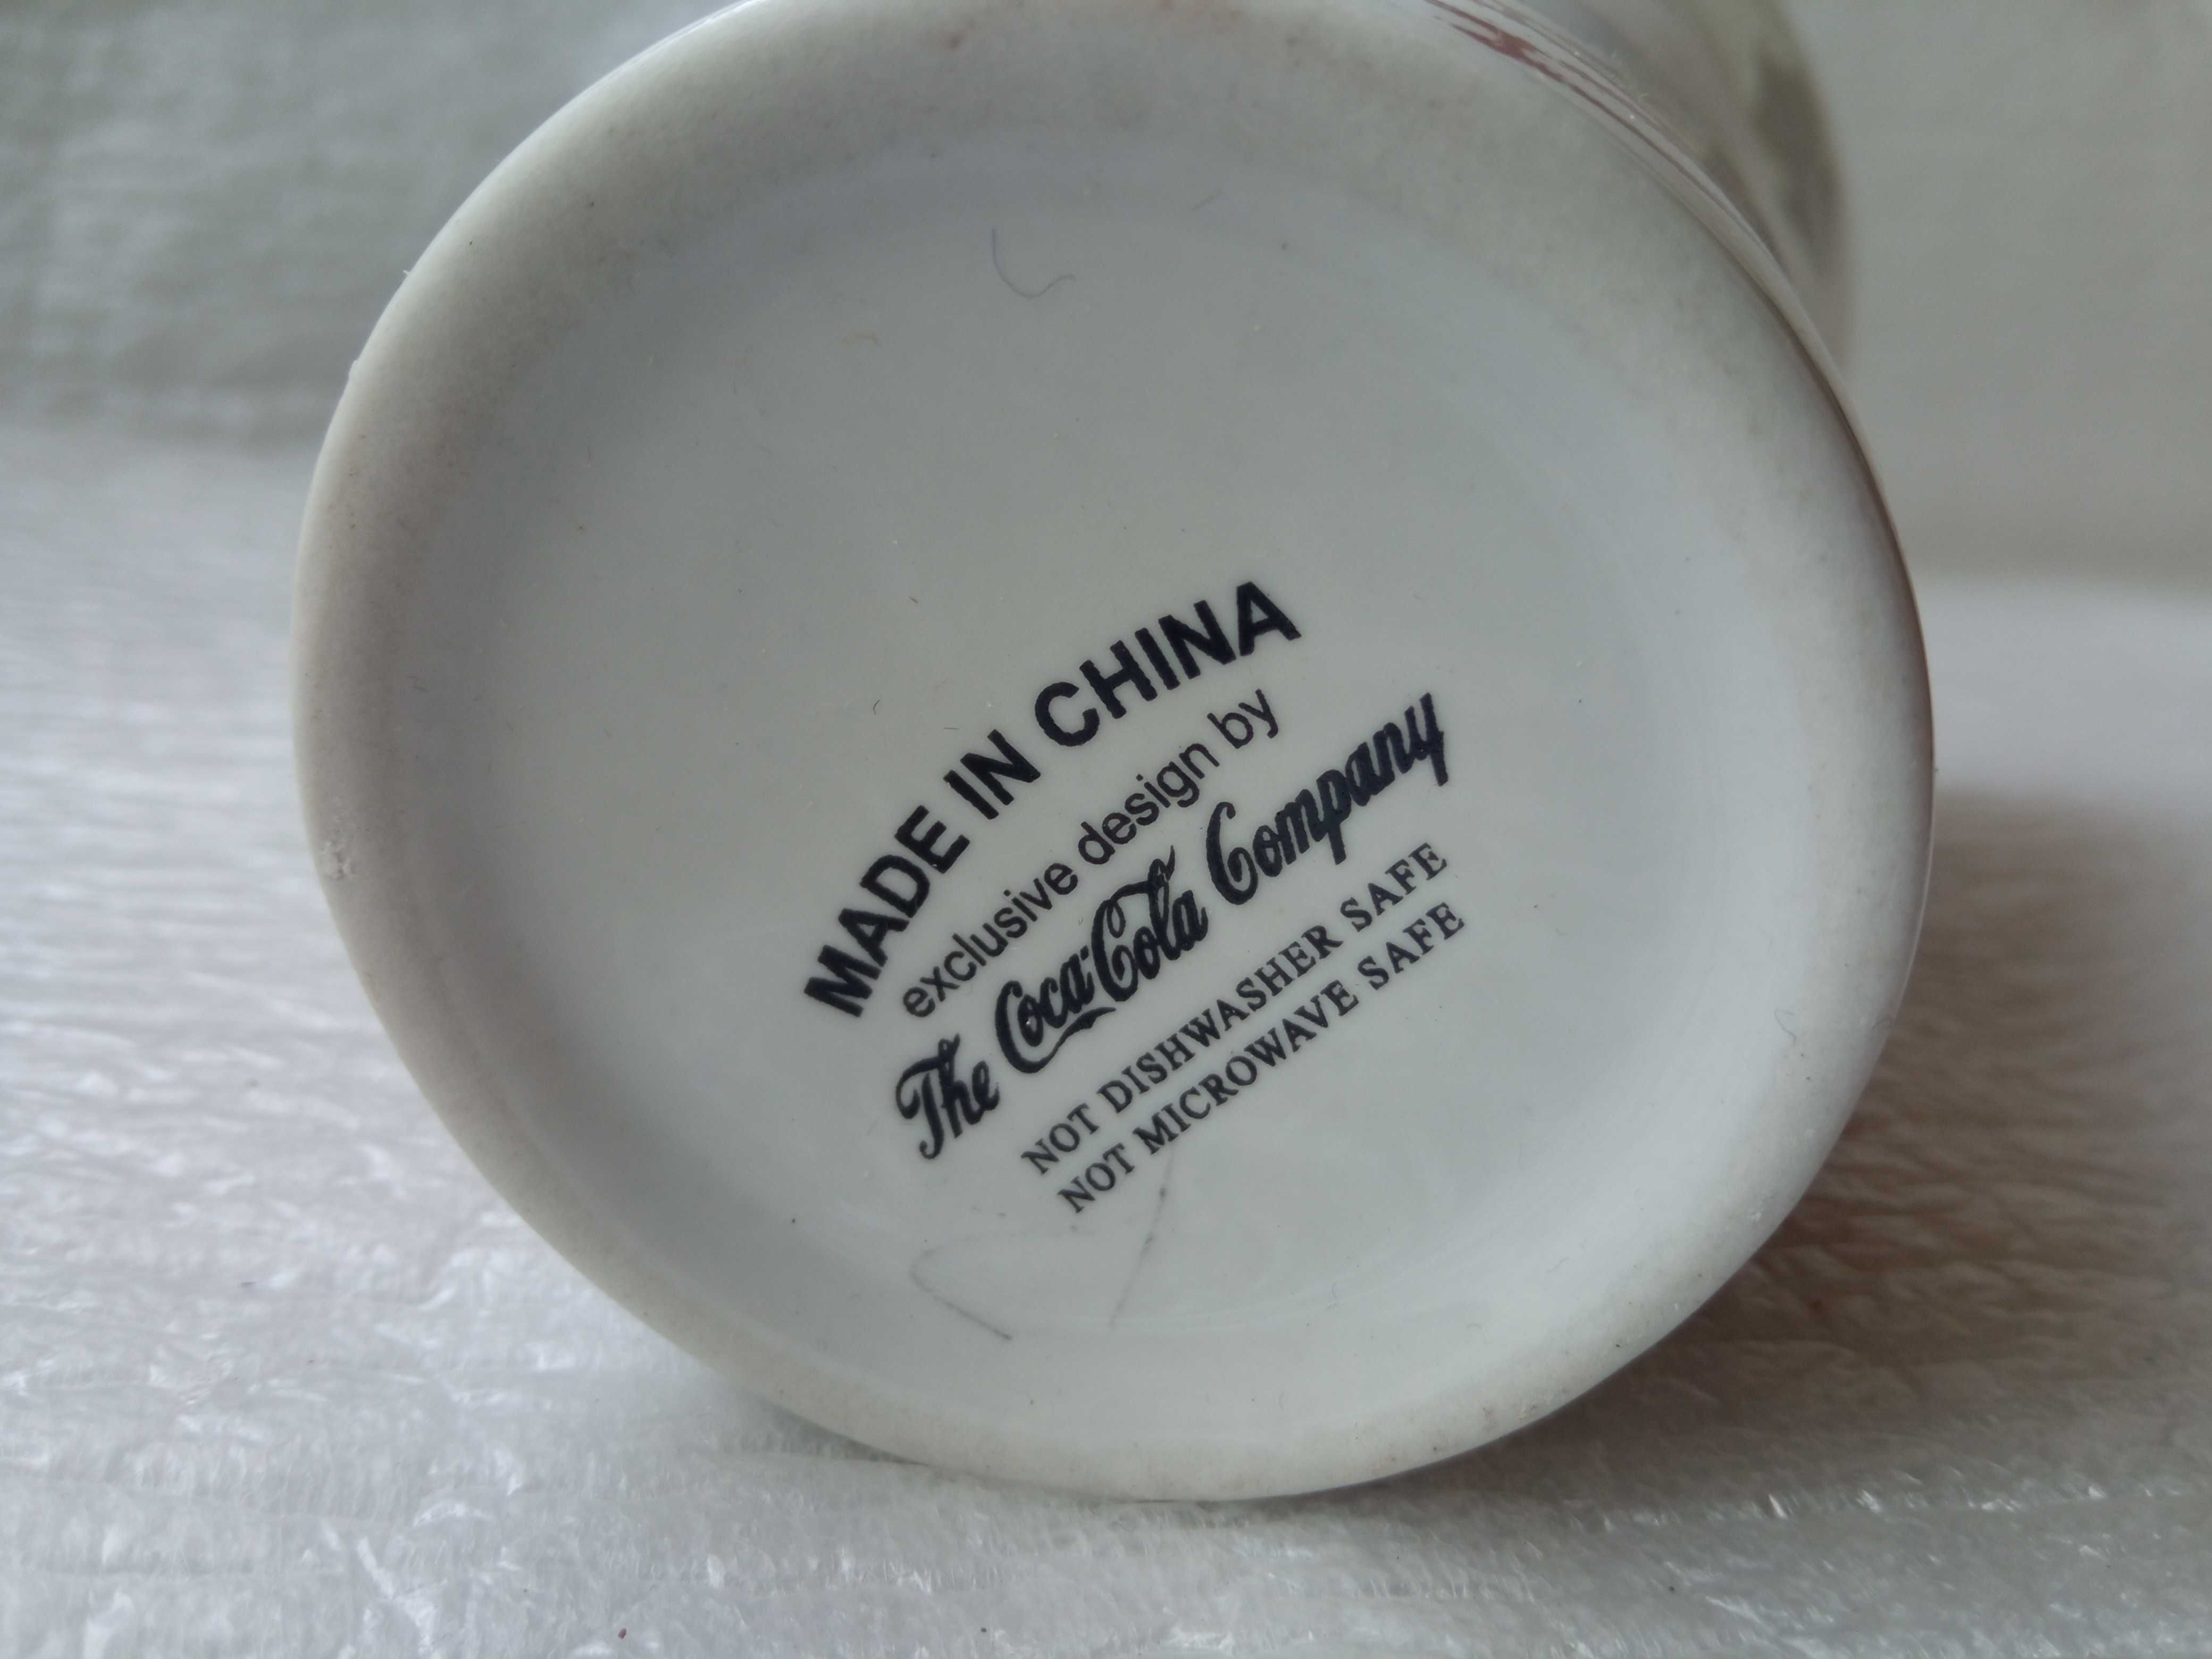 MADE IN CHINA
exclusive design by
The Coca-Cola Company
NOT DISHWASHER SAFE
NOT MICROWAVE SAFE